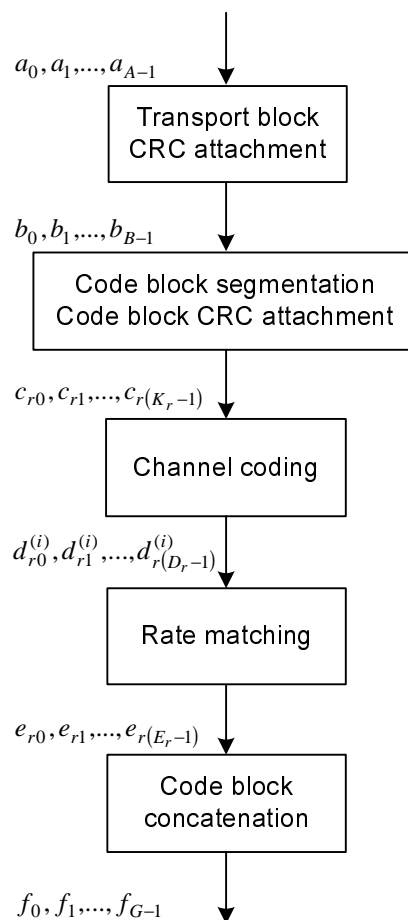 a_0, a_1, ..., a_{A-1}
Transport block
CRC attachment
b_0, b_1, ..., b_{B-1}
Code block segmentation
Code block CRC attachment
c_{r0}, c_{r1}, ..., c_{r(K_r-1)}
Channel coding
d_{r0}^{(i)}, d_{r1}^{(i)}, ..., d_{r(D_r-1)}^{(i)}
Rate matching
e_{r0}, e_{r1}, ..., e_{r(E_r-1)}
Code block
concatenation
f_0, f_1, ..., f_{G-1}